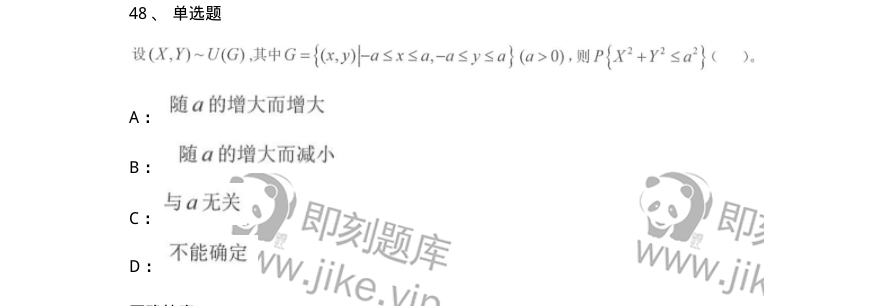 48 、 单选题
设(X,Y)~U(G),其中G={(x,y)|-a≤x≤a,-a≤y≤a}(a>0),则P{X²+Y²≤a²}（　）。
A： 随a的增大而增大
B： 随a的增大而减小
C： 与a无关
D： 不能确定
即刻题库
www.jike.vip
即刻
www.jik